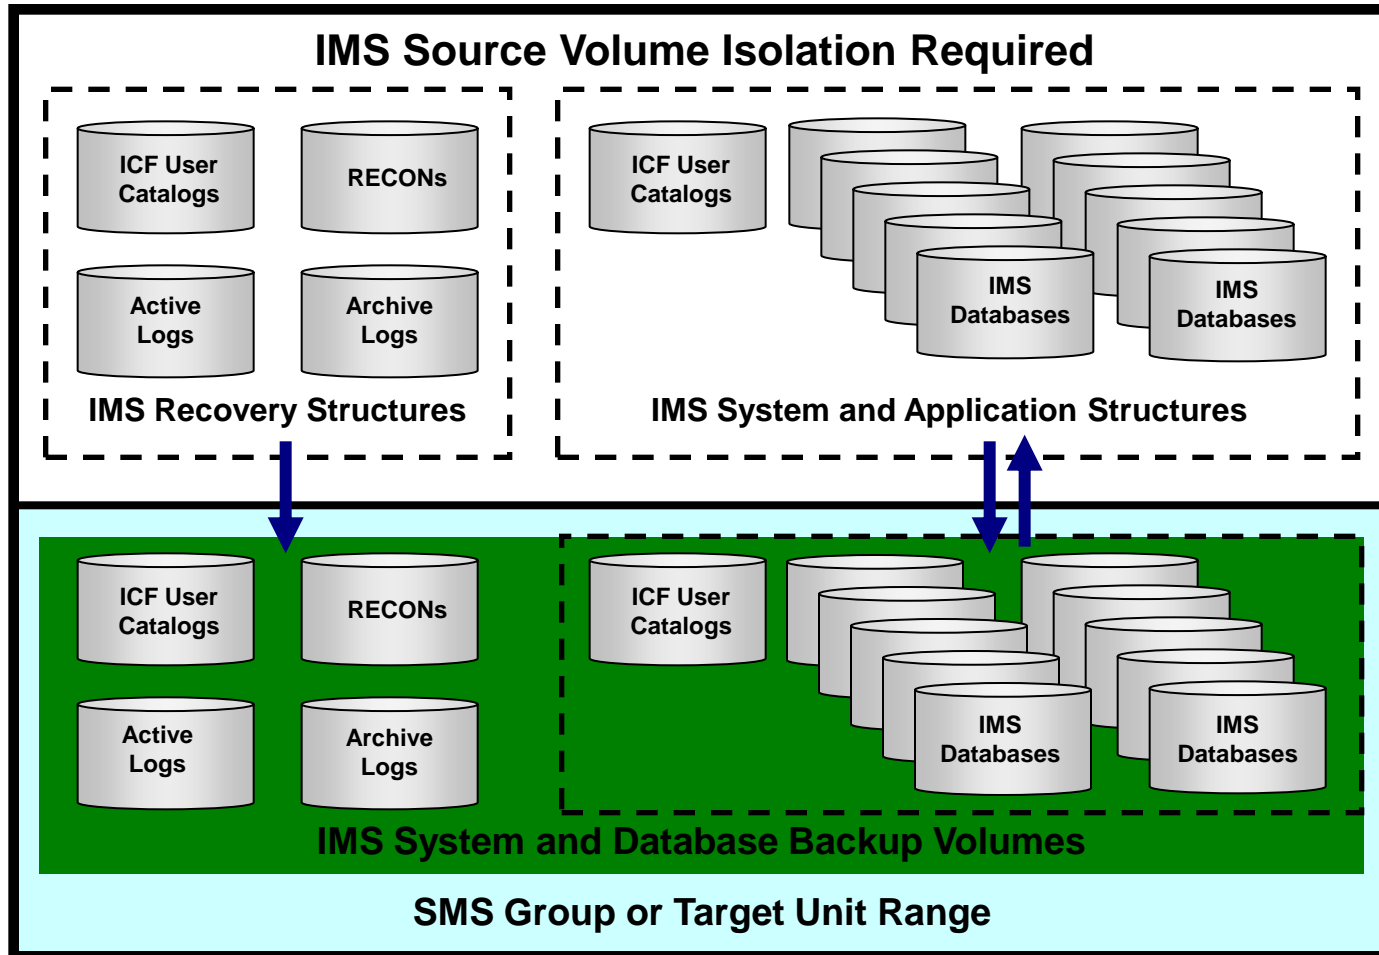 IMS Source Volume Isolation Required
ICF User
Catalogs
RECONs
Active
Logs
Archive
Logs
IMS Recovery Structures
ICF User
Catalogs
IMS
Databases
IMS
Databases
IMS System and Application Structures
ICF User
Catalogs
RECONs
Active
Logs
Archive
Logs
ICF User
Catalogs
IMS
Databases
IMS
Databases
IMS System and Database Backup Volumes
SMS Group or Target Unit Range